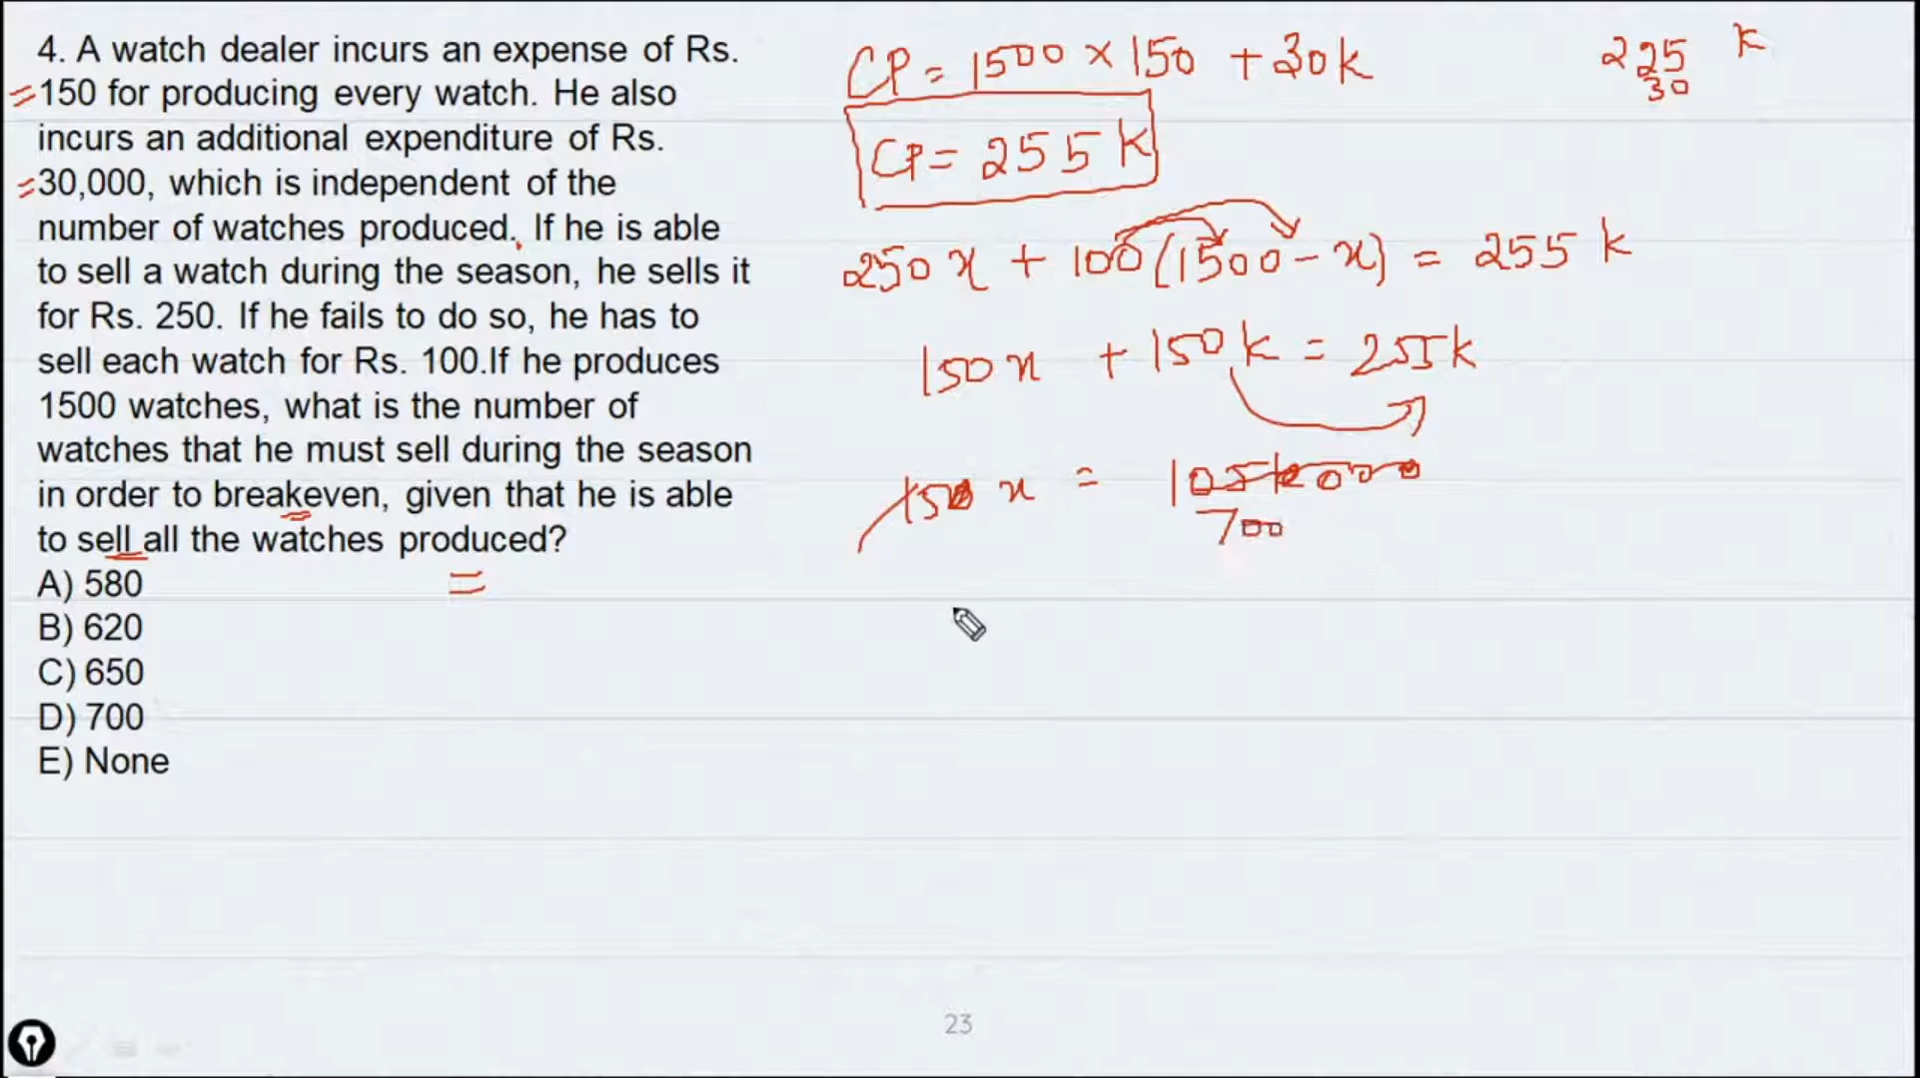 4. A watch dealer incurs an expense of Rs.
150 for producing every watch. He also
incurs an additional expenditure of Rs.
30,000, which is independent of the
number of watches produced. If he is able
to sell a watch during the season, he sells it
for Rs. 250. If he fails to do so, he has to
sell each watch for Rs. 100.If he produces
1500 watches, what is the number of
watches that he must sell during the season
in order to breakeven, given that he is able
to sell all the watches produced?
A) 580
B) 620
C) 650
D) 700
E) None
CP = 1500 × 150 + 30k
225 k
30
CP = 255 k
250 x + 100 (1500 - x) = 255 k
150 x + 150 k = 255k
150 x = 105k000
700
23